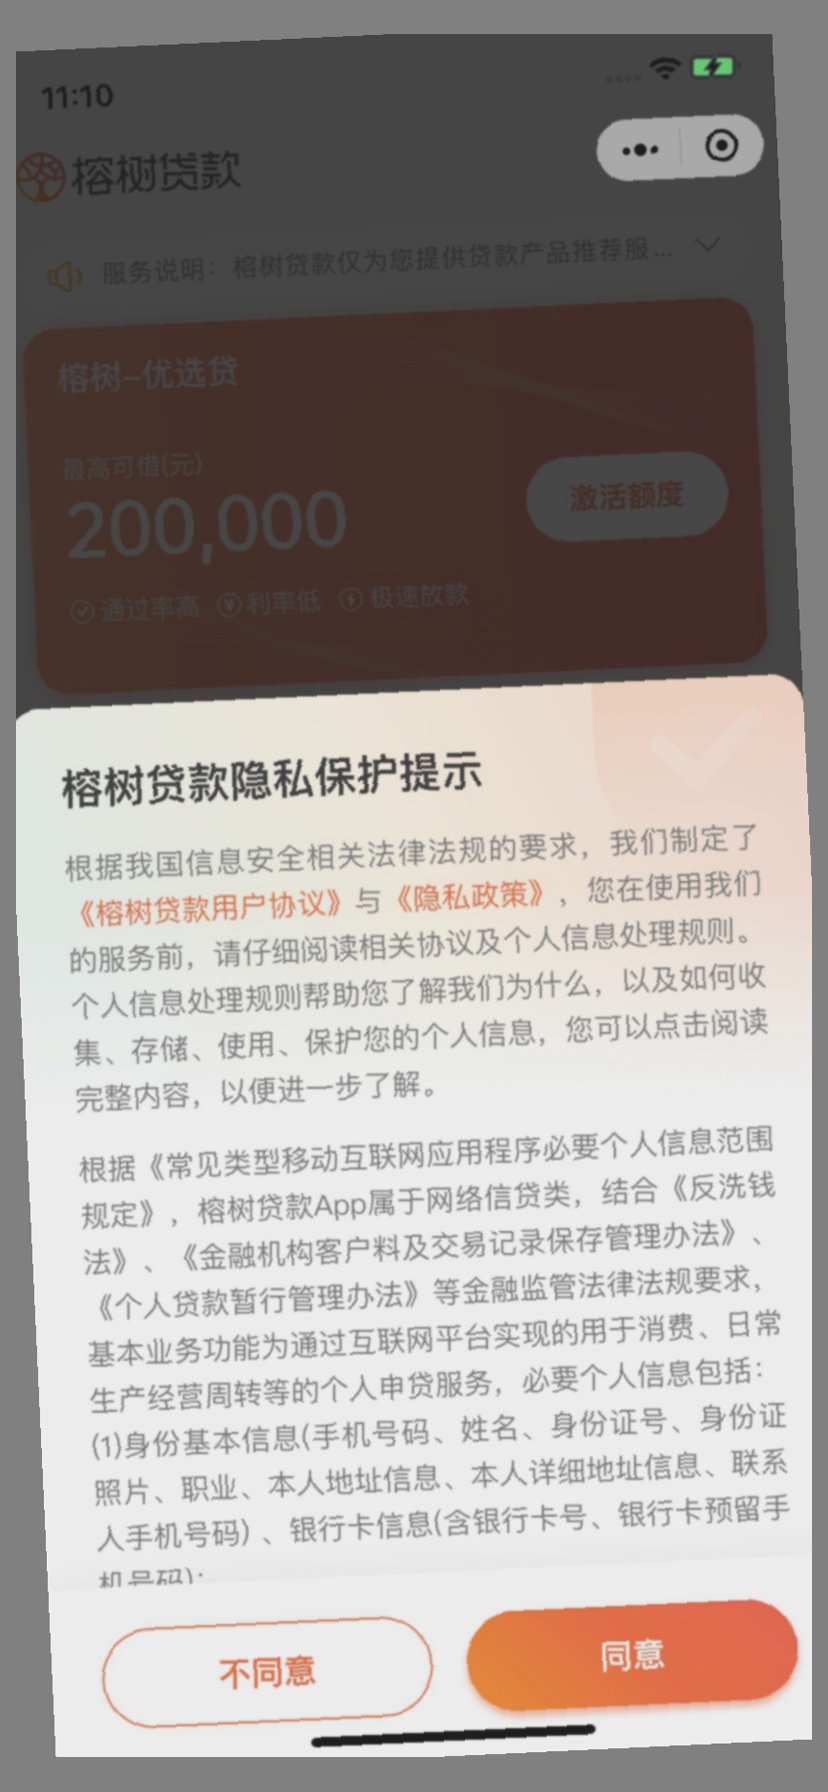 11:10
榕树贷款
服务说明：榕树贷款仅为您提供贷款产品推荐服...
榕树-优选贷
最高可借(元)
200,000
激活额度
通过率高 利率低 极速放款
榕树贷款隐私保护提示
根据我国信息安全相关法律法规的要求，我们制定了
《榕树贷款用户协议》与《隐私政策》，您在使用我们
的服务前，请仔细阅读相关协议及个人信息处理规则。
个人信息处理规则帮助您了解我们为什么，以及如何收
集、存储、使用、保护您的个人信息，您可以点击阅读
完整内容，以便进一步了解。
根据《常见类型移动互联网应用程序必要个人信息范围
规定》，榕树贷款App属于网络信贷类，结合《反洗钱
法》、《金融机构客户料及交易记录保存管理办法》、
《个人贷款暂行管理办法》等金融监管法律法规要求，
基本业务功能为通过互联网平台实现的用于消费、日常
生产经营周转等的个人申贷服务，必要个人信息包括：
(1)身份基本信息(手机号码、姓名、身份证号、身份证
照片、职业、本人地址信息、本人详细地址信息、联系
人手机号码)、银行卡信息(含银行卡号、银行卡预留手
机号码)；
不同意
同意